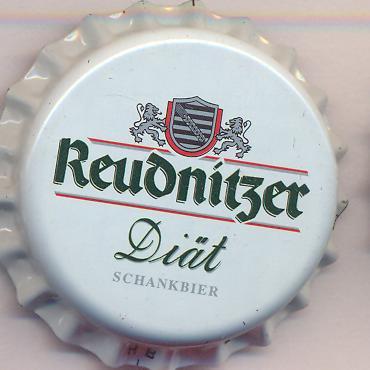 Reudnitzer
Diät
SCHANKBIER